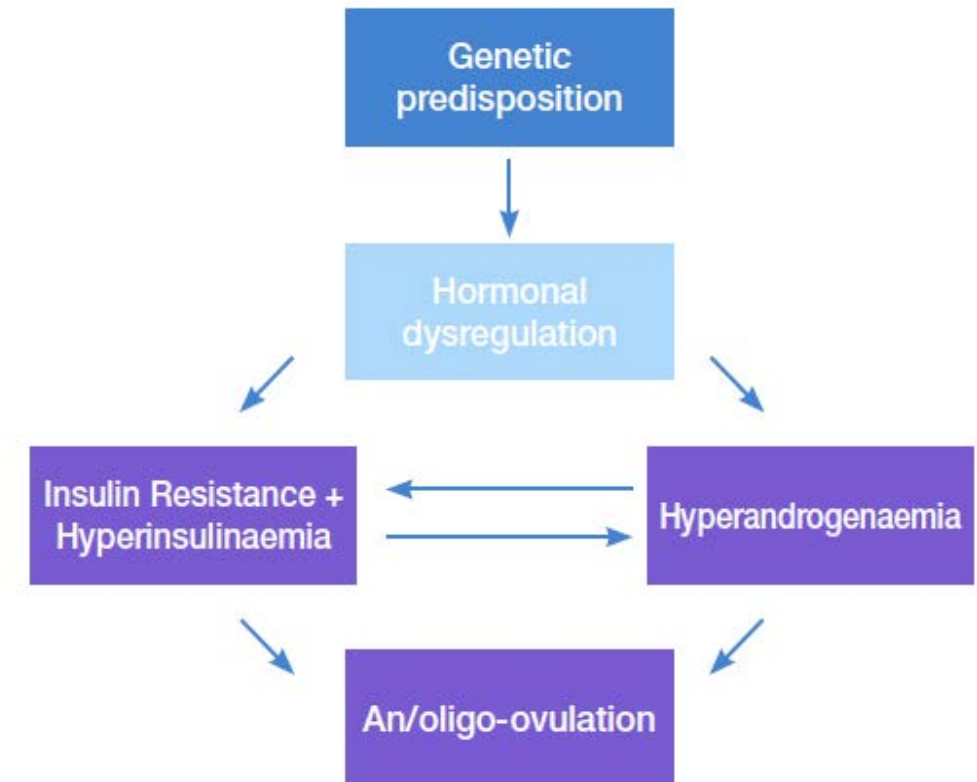 Genetic
predisposition
Hormonal
dysregulation
Insulin Resistance +
Hyperinsulinaemia
Hyperandrogenaemia
An/oligo-ovulation